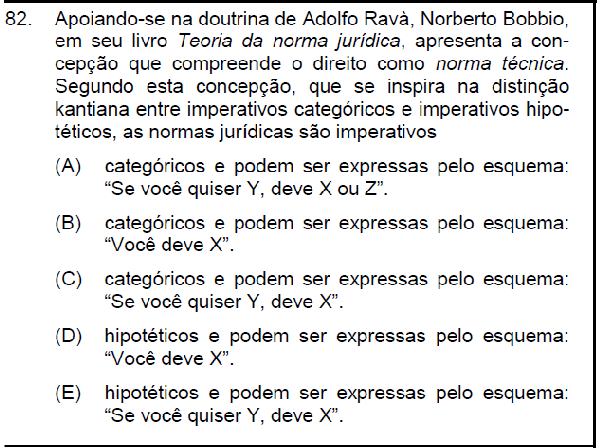 82. Apoiando-se na doutrina de Adolfo Ravà, Norberto Bobbio,
em seu livro Teoria da norma jurídica, apresenta a con-
cepção que compreende o direito como norma técnica.
Segundo esta concepção, que se inspira na distinção
kantiana entre imperativos categóricos e imperativos hipo-
téticos, as normas jurídicas são imperativos
(A) categóricos e podem ser expressas pelo esquema:
“Se você quiser Y, deve X ou Z”.
(B) categóricos e podem ser expressas pelo esquema:
“Você deve X”.
(C) categóricos e podem ser expressas pelo esquema:
“Se você quiser Y, deve X”.
(D) hipotéticos e podem ser expressas pelo esquema:
“Você deve X”.
(E) hipotéticos e podem ser expressas pelo esquema:
“Se você quiser Y, deve X”.